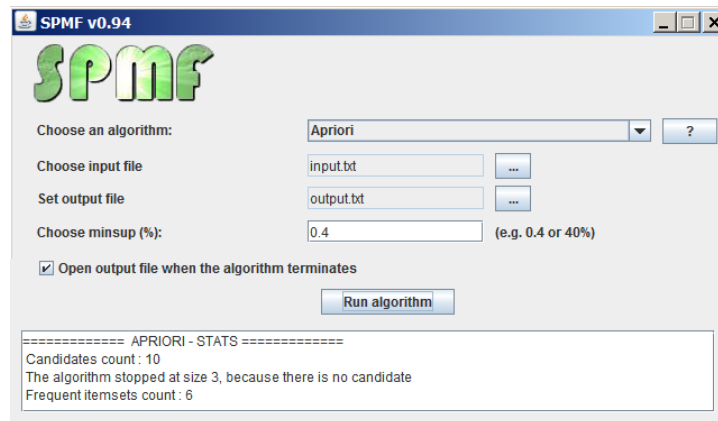 SPMF v0.94
SPMF
Choose an algorithm: Apriori ?
Choose input file input.txt ...
Set output file output.txt ...
Choose minsup (%): 0.4 (e.g. 0.4 or 40%)
Open output file when the algorithm terminates
Run algorithm
============= APRIORI - STATS =============
Candidates count : 10
The algorithm stopped at size 3, because there is no candidate
Frequent itemsets count : 6